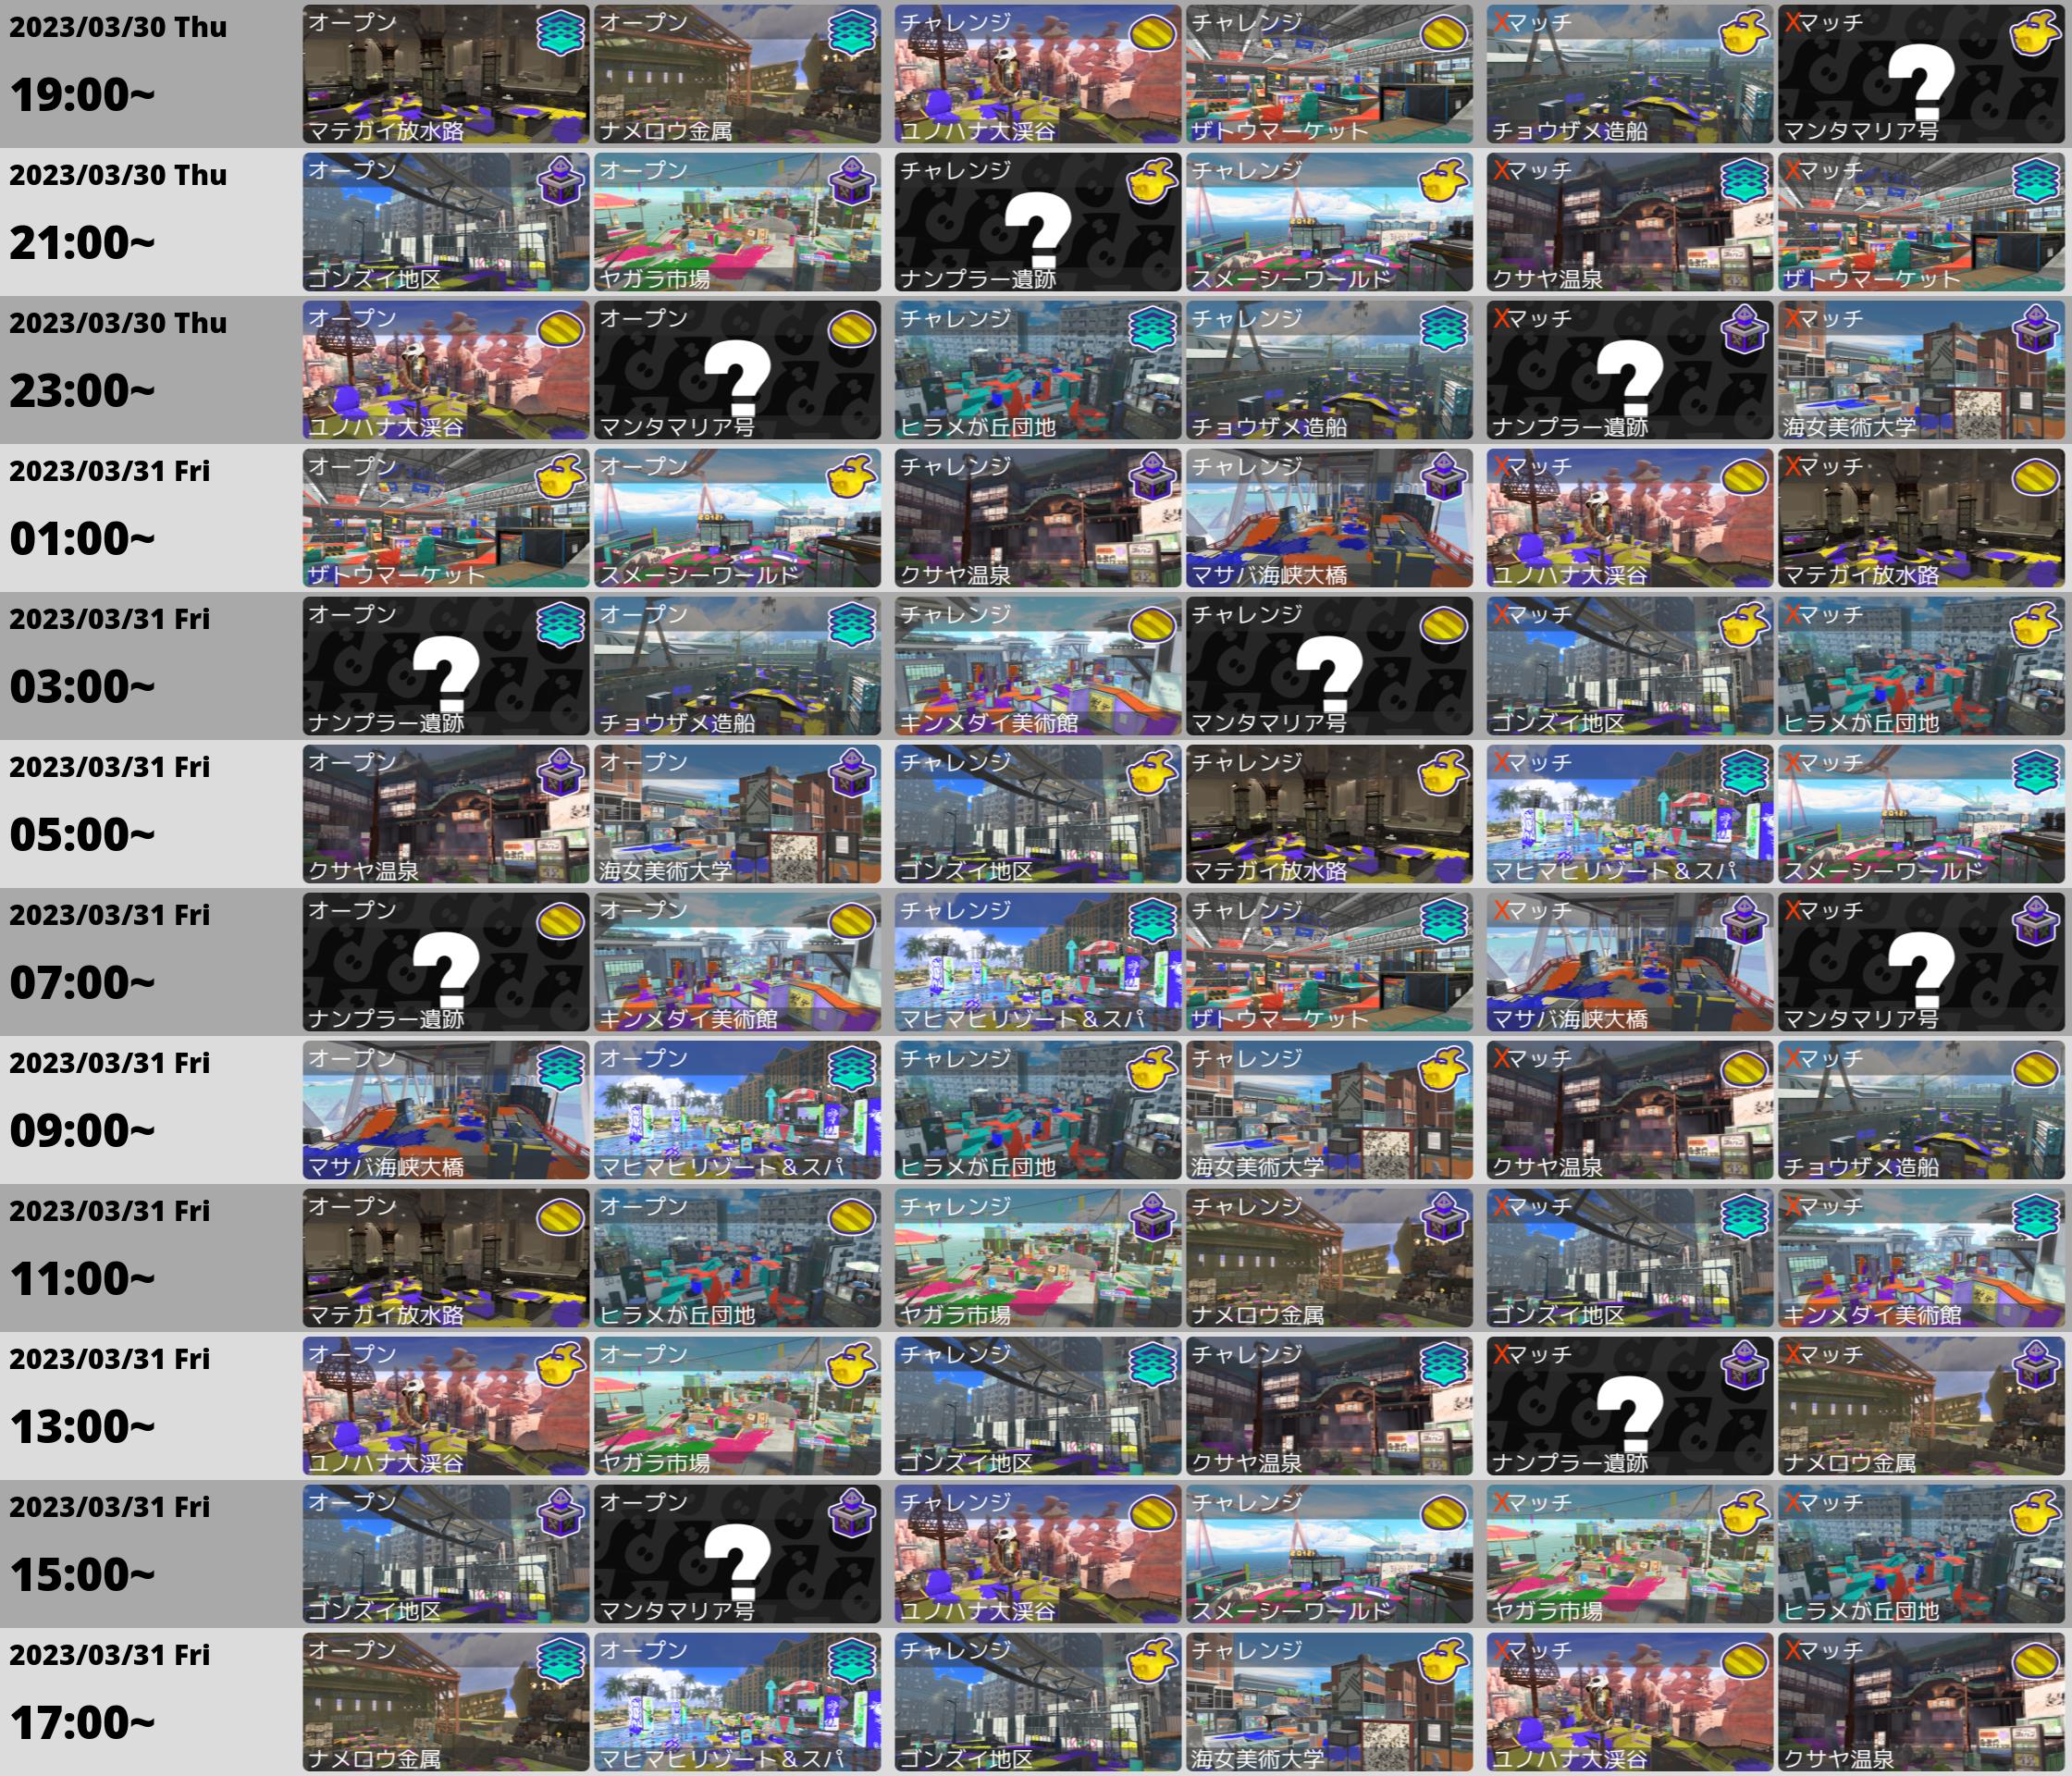 2023/03/30 Thu
19:00~
オープン オープン チャレンジ チャレンジ Xマッチ Xマッチ
マテガイ放水路 ナメロウ金属 ユノハナ大渓谷 ザトウマーケット チョウザメ造船 マンタマリア号
2023/03/30 Thu
21:00~
オープン オープン チャレンジ チャレンジ Xマッチ Xマッチ
ゴンズイ地区 ヤガラ市場 ナンプラー遺跡 スメーシーワールド クサヤ温泉 ザトウマーケット
2023/03/30 Thu
23:00~
オープン オープン チャレンジ チャレンジ Xマッチ Xマッチ
ユノハナ大渓谷 マンタマリア号 ヒラメが丘団地 チョウザメ造船 ナンプラー遺跡 海女美術大学
2023/03/31 Fri
01:00~
オープン オープン チャレンジ チャレンジ Xマッチ Xマッチ
ザトウマーケット スメーシーワールド クサヤ温泉 マサバ海峡大橋 ユノハナ大渓谷 マテガイ放水路
2023/03/31 Fri
03:00~
オープン オープン チャレンジ チャレンジ Xマッチ Xマッチ
ナンプラー遺跡 チョウザメ造船 キンメダイ美術館 マンタマリア号 ゴンズイ地区 ヒラメが丘団地
2023/03/31 Fri
05:00~
オープン オープン チャレンジ チャレンジ Xマッチ Xマッチ
クサヤ温泉 海女美術大学 ゴンズイ地区 マテガイ放水路 マヒマヒリゾート＆スパ スメーシーワールド
2023/03/31 Fri
07:00~
オープン オープン チャレンジ チャレンジ Xマッチ Xマッチ
ナンプラー遺跡 キンメダイ美術館 マヒマヒリゾート＆スパ ザトウマーケット マサバ海峡大橋 マンタマリア号
2023/03/31 Fri
09:00~
オープン オープン チャレンジ チャレンジ Xマッチ Xマッチ
マサバ海峡大橋 マヒマヒリゾート＆スパ ヒラメが丘団地 海女美術大学 クサヤ温泉 チョウザメ造船
2023/03/31 Fri
11:00~
オープン オープン チャレンジ チャレンジ Xマッチ Xマッチ
マテガイ放水路 ヒラメが丘団地 ヤガラ市場 ナメロウ金属 ゴンズイ地区 キンメダイ美術館
2023/03/31 Fri
13:00~
オープン オープン チャレンジ チャレンジ Xマッチ Xマッチ
ユノハナ大渓谷 ヤガラ市場 ゴンズイ地区 クサヤ温泉 ナンプラー遺跡 ナメロウ金属
2023/03/31 Fri
15:00~
オープン オープン チャレンジ チャレンジ Xマッチ Xマッチ
ゴンズイ地区 マンタマリア号 ユノハナ大渓谷 スメーシーワールド ヤガラ市場 ヒラメが丘団地
2023/03/31 Fri
17:00~
オープン オープン チャレンジ チャレンジ Xマッチ Xマッチ
ナメロウ金属 マヒマヒリゾート＆スパ ゴンズイ地区 海女美術大学 ユノハナ大渓谷 クサヤ温泉